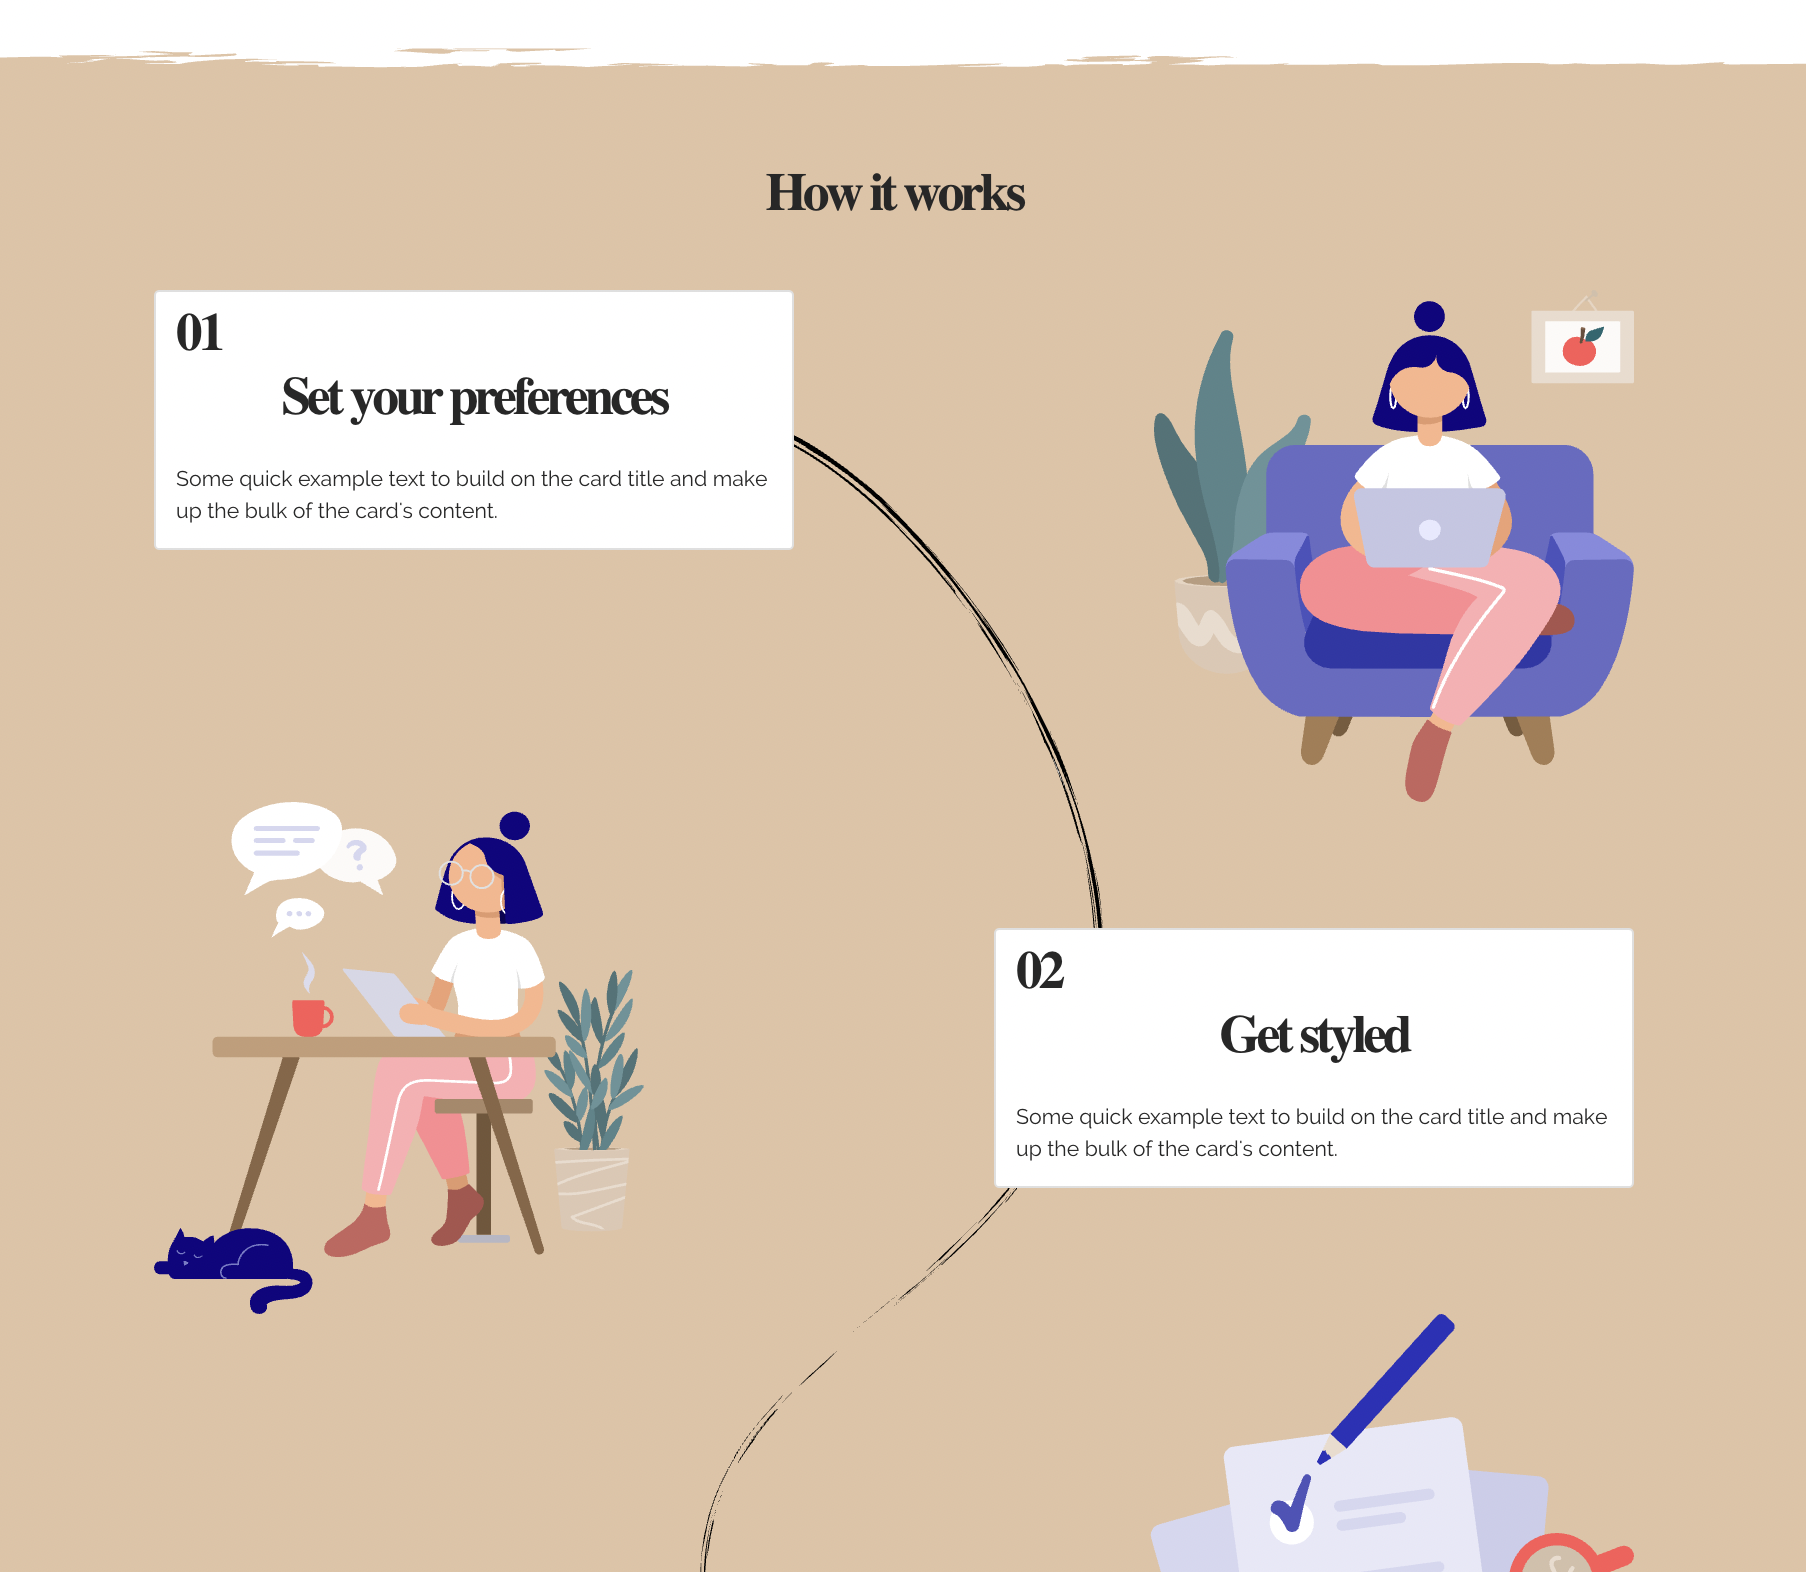 How it works
01
Set your preferences
Some quick example text to build on the card title and make
up the bulk of the card's content.
?
02
Get styled
Some quick example text to build on the card title and make
up the bulk of the card's content.